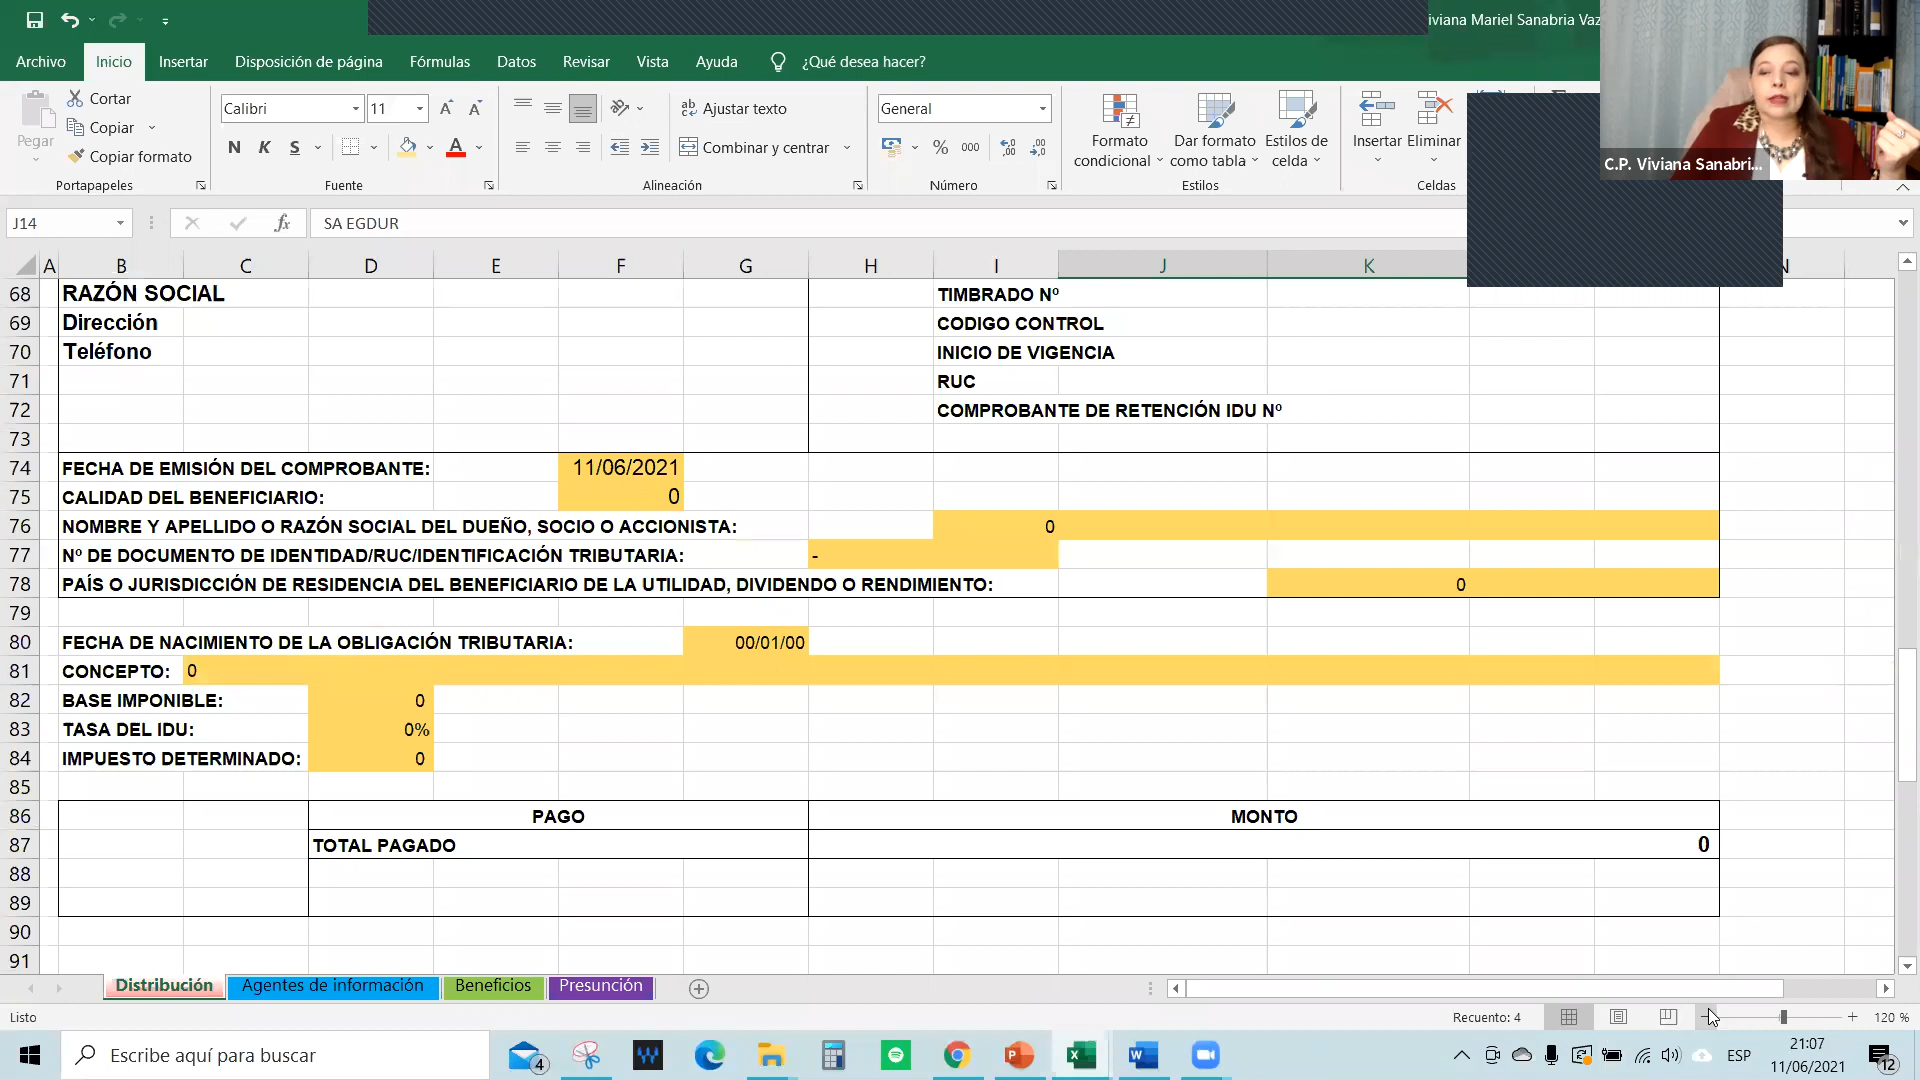 iviana Mariel Sanabria Vaz
Archivo Inicio Insertar Disposición de página Fórmulas Datos Revisar Vista Ayuda ¿Qué desea hacer?
Pegar Cortar
Copiar
Copiar formato
Calibri 11
N K S
ab Ajustar texto
Combinar y centrar
General
% 000
Formato condicional
Dar formato como tabla
Estilos de celda
Insertar Eliminar
Portapapeles Fuente Alineación Número Estilos Celdas
C.P. Viviana Sanabri...
J14 fx SA EGDUR
A B C D E F G H I J K N
68 RAZÓN SOCIAL TIMBRADO Nº
69 Dirección CODIGO CONTROL
70 Teléfono INICIO DE VIGENCIA
71 RUC
72 COMPROBANTE DE RETENCIÓN IDU Nº
73
74 FECHA DE EMISIÓN DEL COMPROBANTE: 11/06/2021
75 CALIDAD DEL BENEFICIARIO: 0
76 NOMBRE Y APELLIDO O RAZÓN SOCIAL DEL DUEÑO, SOCIO O ACCIONISTA: 0
77 Nº DE DOCUMENTO DE IDENTIDAD/RUC/IDENTIFICACIÓN TRIBUTARIA: -
78 PAÍS O JURISDICCIÓN DE RESIDENCIA DEL BENEFICIARIO DE LA UTILIDAD, DIVIDENDO O RENDIMIENTO: 0
79
80 FECHA DE NACIMIENTO DE LA OBLIGACIÓN TRIBUTARIA: 00/01/00
81 CONCEPTO: 0
82 BASE IMPONIBLE: 0
83 TASA DEL IDU: 0%
84 IMPUESTO DETERMINADO: 0
85
86 PAGO MONTO
87 TOTAL PAGADO 0
88
89
90
91
Distribución Agentes de información Beneficios Presunción
Listo Recuento: 4 120 %
Escribe aquí para buscar 4 ESP 21:07
11/06/2021 12